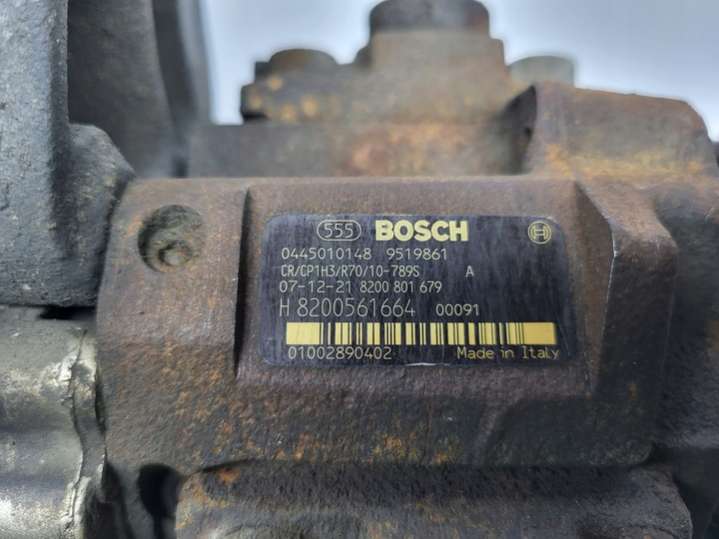 555 BOSCH
0445010148 9519861
CR/CP1H3/R70/10-789S A
07-12-21 8200 801 679
H 8200561664 00091
01002890402 Made in Italy